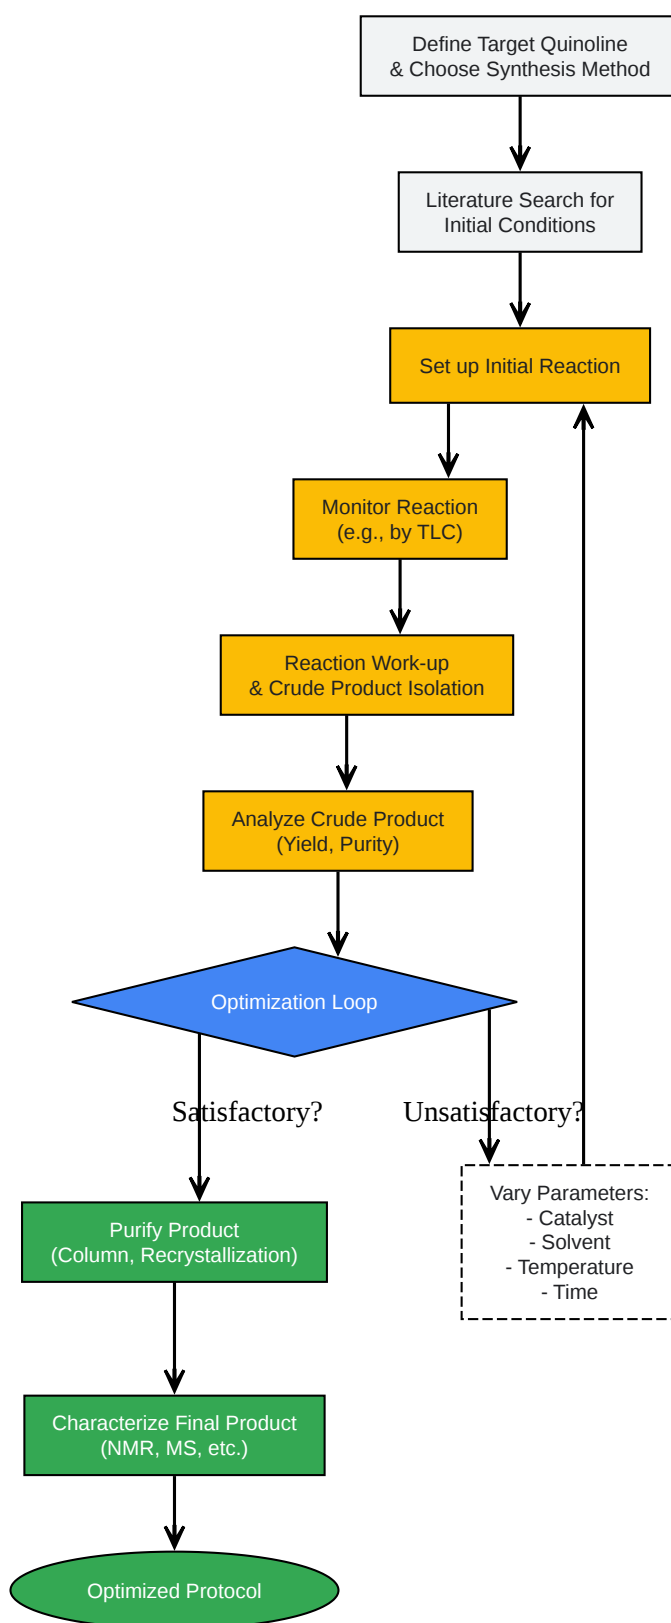 Define Target Quinoline
& Choose Synthesis Method
Literature Search for
Initial Conditions
Set up Initial Reaction
Monitor Reaction
(e.g., by TLC)
Reaction Work-up
& Crude Product Isolation
Analyze Crude Product
(Yield, Purity)
Optimization Loop
Satisfactory?
Unsatisfactory?
Vary Parameters:
- Catalyst
- Solvent
- Temperature
- Time
Purify Product
(Column, Recrystallization)
Characterize Final Product
(NMR, MS, etc.)
Optimized Protocol